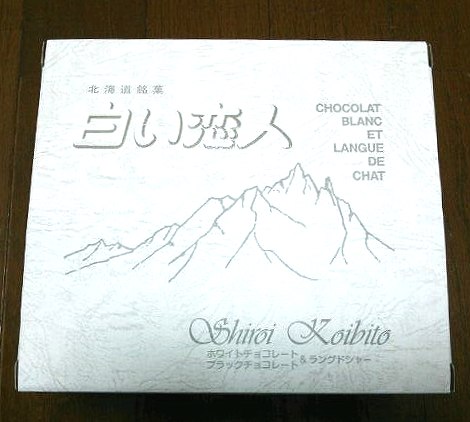 北海道銘菓
白い恋人
CHOCOLAT
BLANC
ET
LANGUE
DE
CHAT
Shiroi Koibito
ホワイトチョコレート
ブラックチョコレート & ラングドシャー